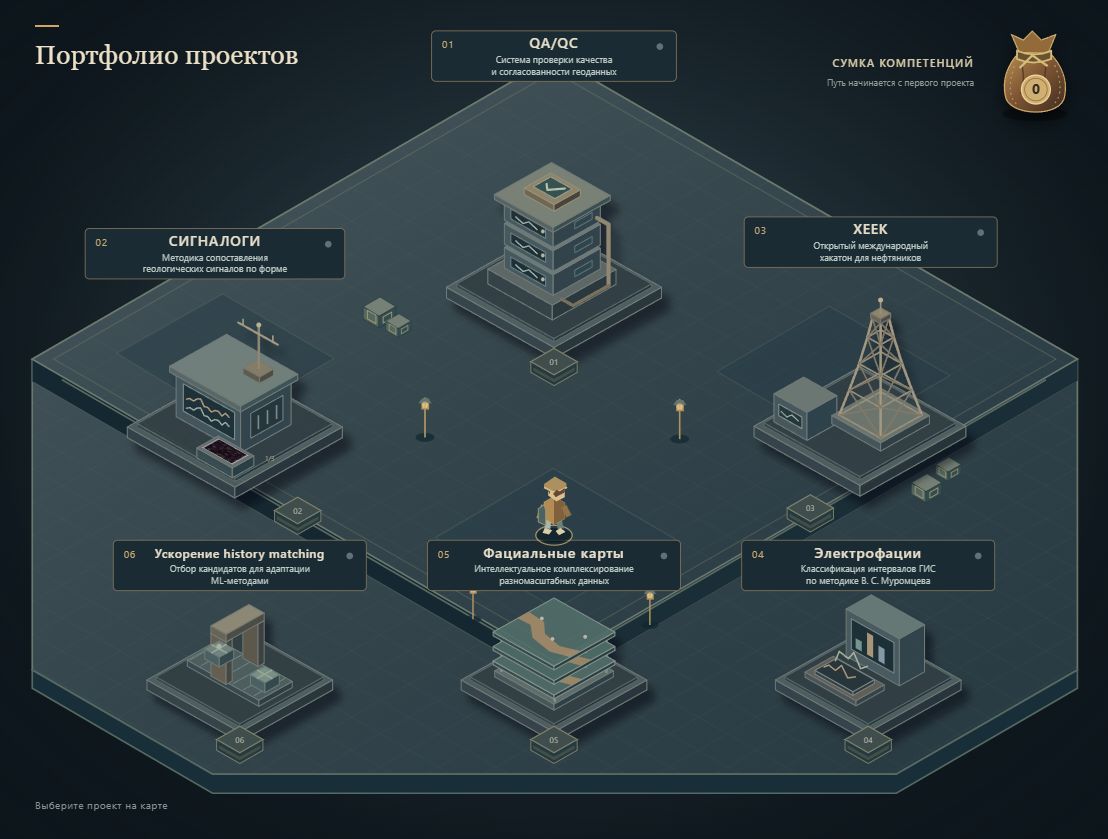 Портфолио проектов
01
QA/QC
Система проверки качества
и согласованности геоданных
СУМКА КОМПЕТЕНЦИЙ
Путь начинается с первого проекта
0
02
СИГНАЛОГИ
Методика сопоставления
геологических сигналов по форме
03
ХЕЕК
Открытый международный
хакатон для нефтяников
01
1/3
02
03
06
Ускорение history matching
Отбор кандидатов для адаптации
ML-методами
05
Фациальные карты
Интеллектуальное комплексирование
разномасштабных данных
04
Электрофации
Классификация интервалов ГИС
по методике В. С. Муромцева
06
05
04
Выберите проект на карте